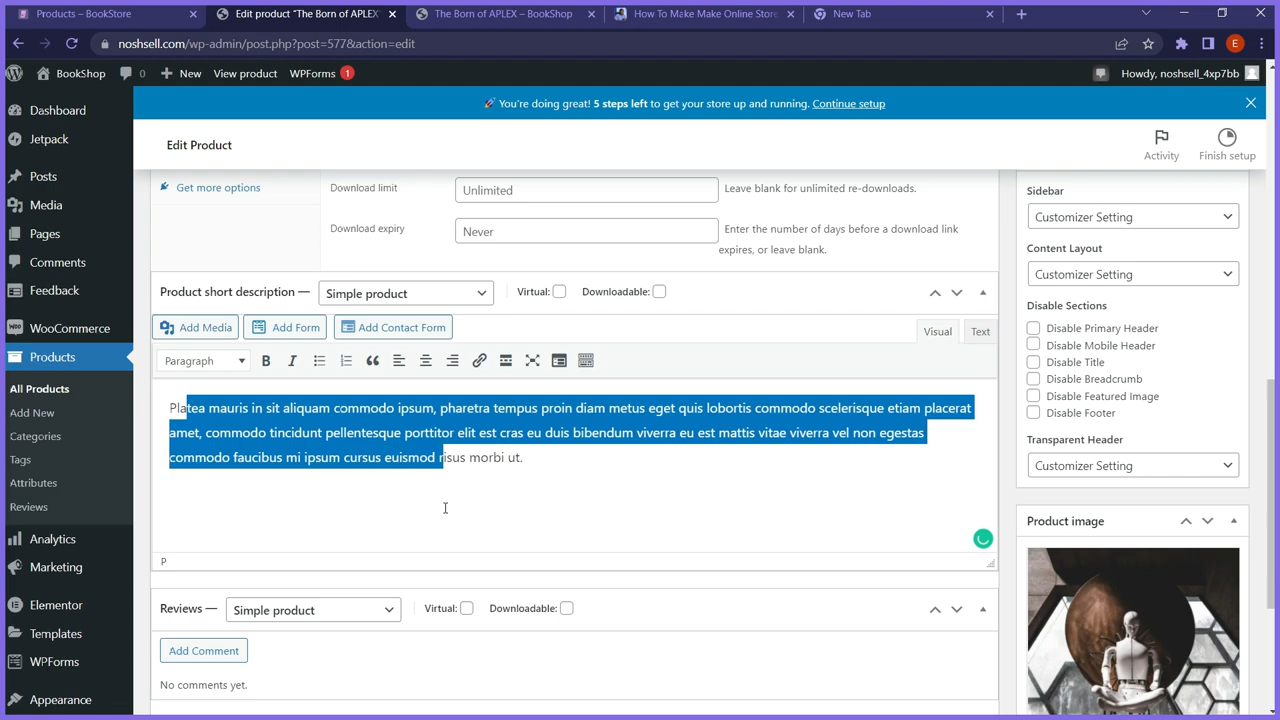 Products – BookStore
Edit product "The Born of APLEX"
The Born of APLEX – BookShop
How To Make Make Online Store
New Tab
noshsell.com/wp-admin/post.php?post=577&action=edit
E
BookShop
0
New
View product
WPForms
1
Howdy, noshsell_4xp7bb
Dashboard
Jetpack
Posts
Media
Pages
Comments
Feedback
WooCommerce
Products
All Products
Add New
Categories
Tags
Attributes
Reviews
Analytics
Marketing
Elementor
Templates
WPForms
Appearance
🚀 You're doing great! 5 steps left to get your store up and running. Continue setup
Edit Product
Activity
Finish setup
Get more options
Download limit
Unlimited
Leave blank for unlimited re-downloads.
Download expiry
Never
Enter the number of days before a download link
expires, or leave blank.
Product short description —
Simple product
Virtual:
Downloadable:
Add Media
Add Form
Add Contact Form
Visual
Text
Paragraph
B
I
Platea mauris in sit aliquam commodo ipsum, pharetra tempus proin diam metus eget quis lobortis commodo scelerisque etiam placerat
amet, commodo tincidunt pellentesque porttitor elit est cras eu duis bibendum viverra eu est mattis vitae viverra vel non egestas
commodo faucibus mi ipsum cursus euismod risus morbi ut.
P
Reviews —
Simple product
Virtual:
Downloadable:
Add Comment
No comments yet.
Sidebar
Customizer Setting
Content Layout
Customizer Setting
Disable Sections
Disable Primary Header
Disable Mobile Header
Disable Title
Disable Breadcrumb
Disable Featured Image
Disable Footer
Transparent Header
Customizer Setting
Product image